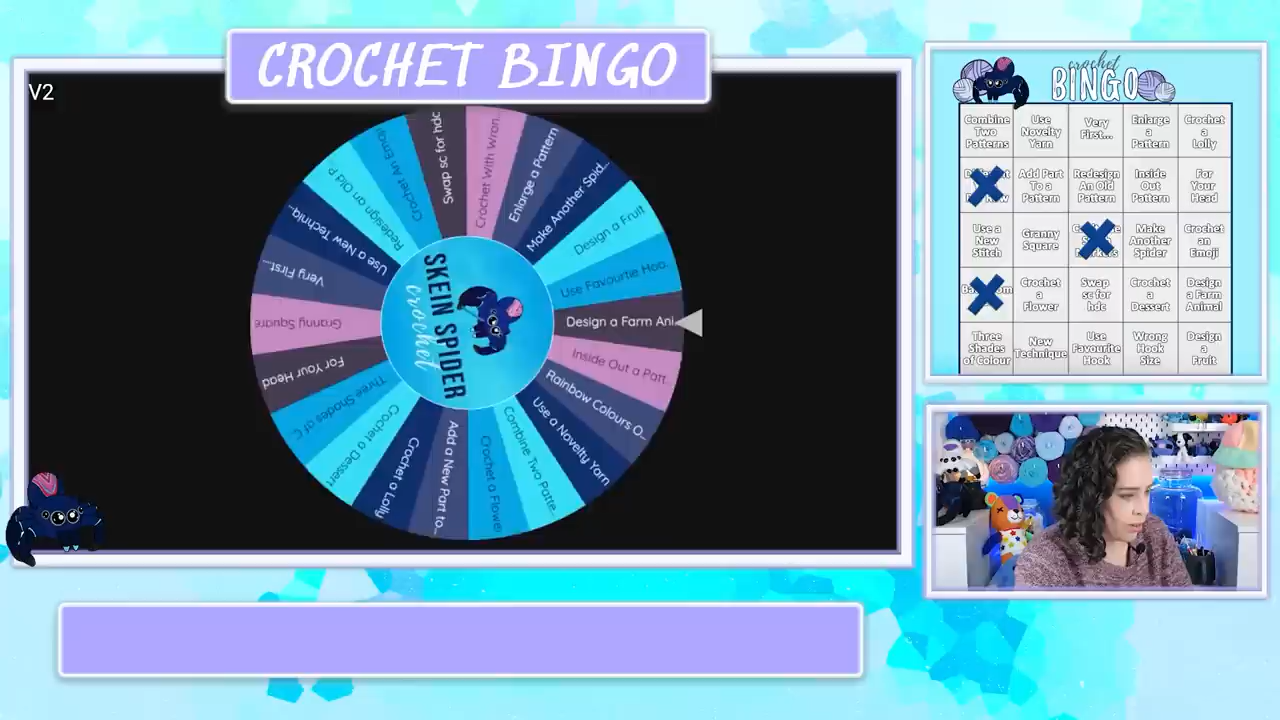 CROCHET BINGO
V2
Swap sc for hdc
Crochet With Wron...
Enlarge a Pattern
Make Another Spid...
Design a Fruit
Use Favourtie Hoo...
Design a Farm Ani...
Inside Out a Patt...
Rainbow Colours O...
Use a Novelty Yarn
Combine Two Patte...
Crochet a Flower
Add a New Part to...
Crochet a Lolly
Crochet a Dessert
Three Shades of C...
For Your Head
Granny Square
Very First....
Use a New Techniq...
Redesign an Old P
Crochet An Emoji
SKEIN SPIDER
crochet
crochet
BINGO
Combine
Two
Patterns
Use
Novelty
Yarn
Very
First...
Enlarge
a
Pattern
Crochet
a
Lolly
Add Part
To a
Pattern
Redesign
An Old
Pattern
Inside
Out
Pattern
For
Your
Head
Use a
New
Stitch
Granny
Square
Make
Another
Spider
Crochet
an
Emoji
Crochet
a
Flower
Swap
sc for
hdc
Crochet
a
Dessert
Design
a Farm
Animal
Three
Shades
of Colour
New
Technique
Use
Favourite
Hook
Wrong
Hook
Size
Design
a
Fruit